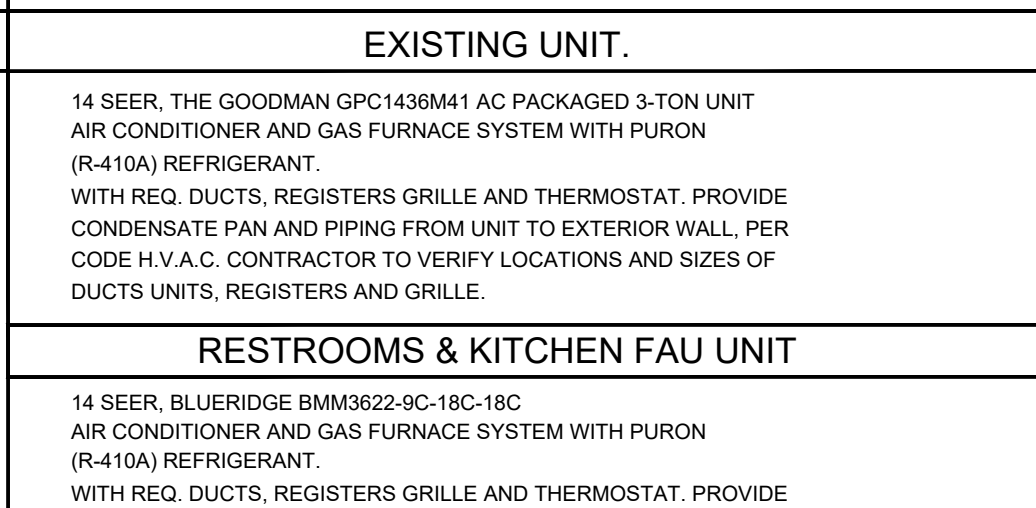 EXISTING UNIT.
14 SEER, THE GOODMAN GPC1436M41 AC PACKAGED 3-TON UNIT
AIR CONDITIONER AND GAS FURNACE SYSTEM WITH PURON
(R-410A) REFRIGERANT.
WITH REQ. DUCTS, REGISTERS GRILLE AND THERMOSTAT. PROVIDE
CONDENSATE PAN AND PIPING FROM UNIT TO EXTERIOR WALL, PER
CODE H.V.A.C. CONTRACTOR TO VERIFY LOCATIONS AND SIZES OF
DUCTS UNITS, REGISTERS AND GRILLE.
RESTROOMS & KITCHEN FAU UNIT
14 SEER, BLUERIDGE BMM3622-9C-18C-18C
AIR CONDITIONER AND GAS FURNACE SYSTEM WITH PURON
(R-410A) REFRIGERANT.
WITH REQ. DUCTS, REGISTERS GRILLE AND THERMOSTAT. PROVIDE